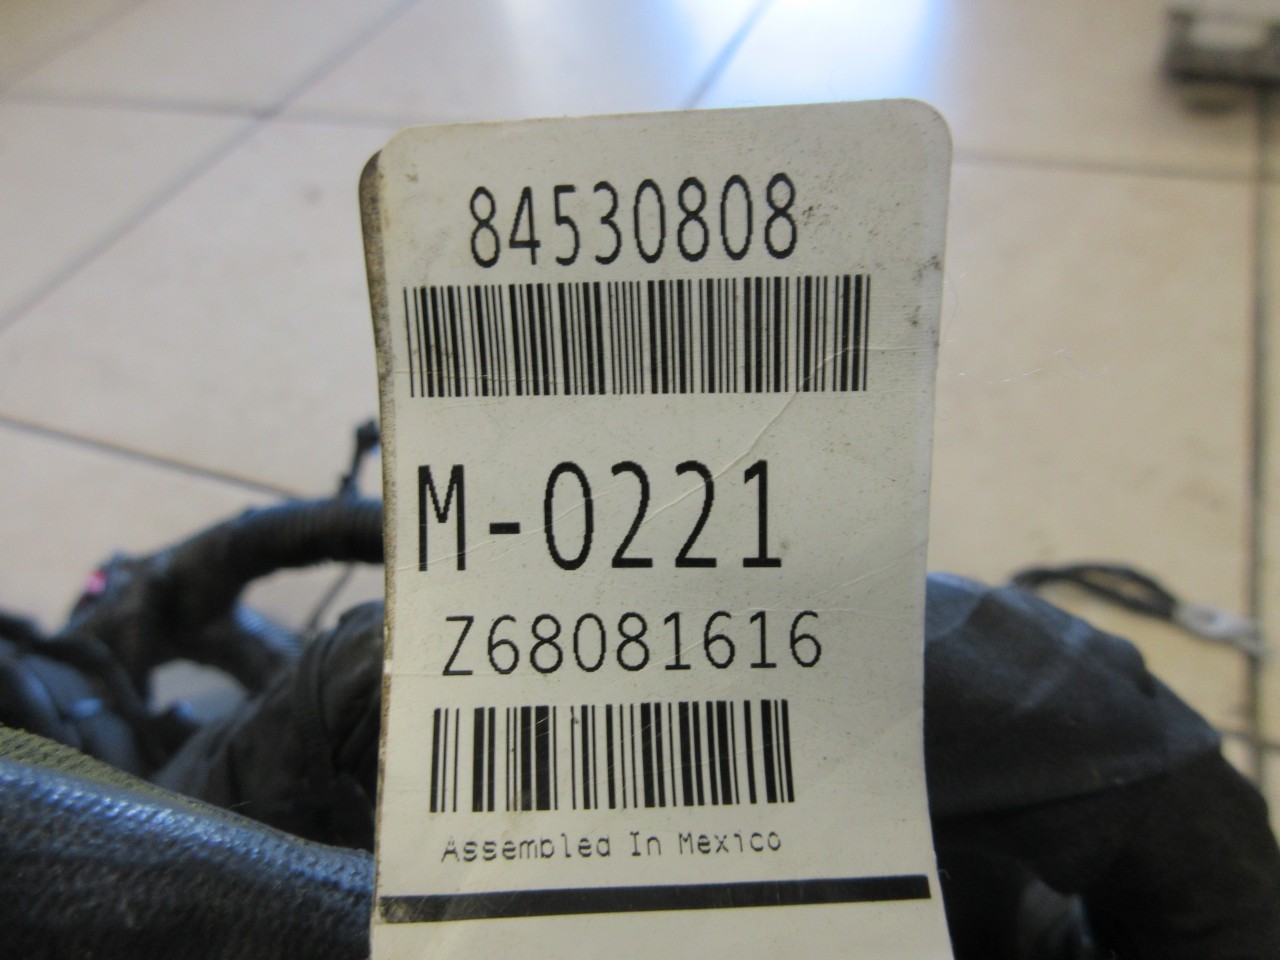 84530808
M-0221
Z68081616
Assembled In Mexico